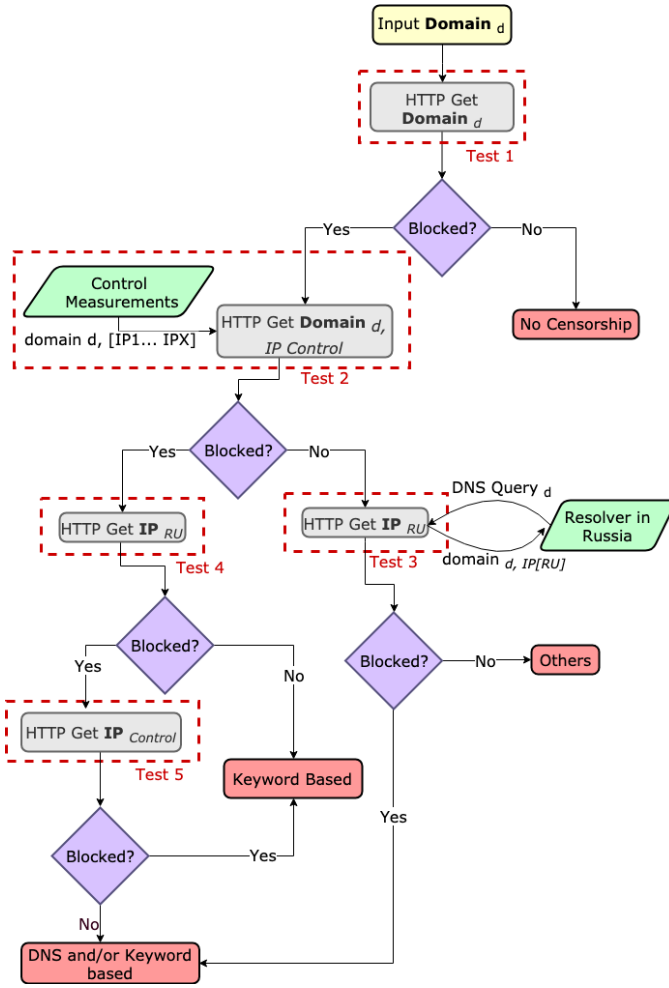 Input Domain d
HTTP Get
Domain d
Test 1
Blocked?
Yes
No
No Censorship
Control
Measurements
domain d, [IP1... IPX]
HTTP Get Domain d,
IP Control
Test 2
Blocked?
Yes
No
HTTP Get IP RU
Test 4
HTTP Get IP RU
Test 3
DNS Query d
Resolver in
Russia
domain d, IP[RU]
Blocked?
Yes
No
Blocked?
No
Others
Yes
HTTP Get IP Control
Test 5
Keyword Based
Blocked?
Yes
No
DNS and/or Keyword
based